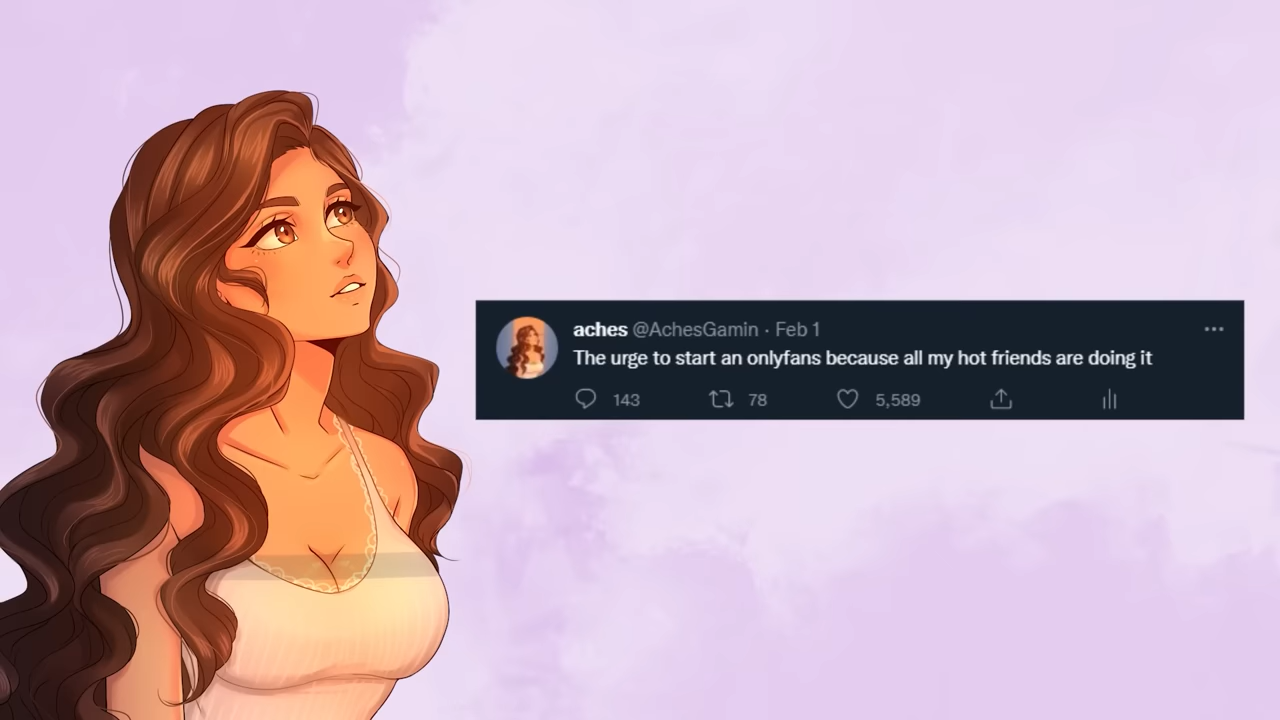 aches @AchesGamin · Feb 1
The urge to start an onlyfans because all my hot friends are doing it
143 78 5,589